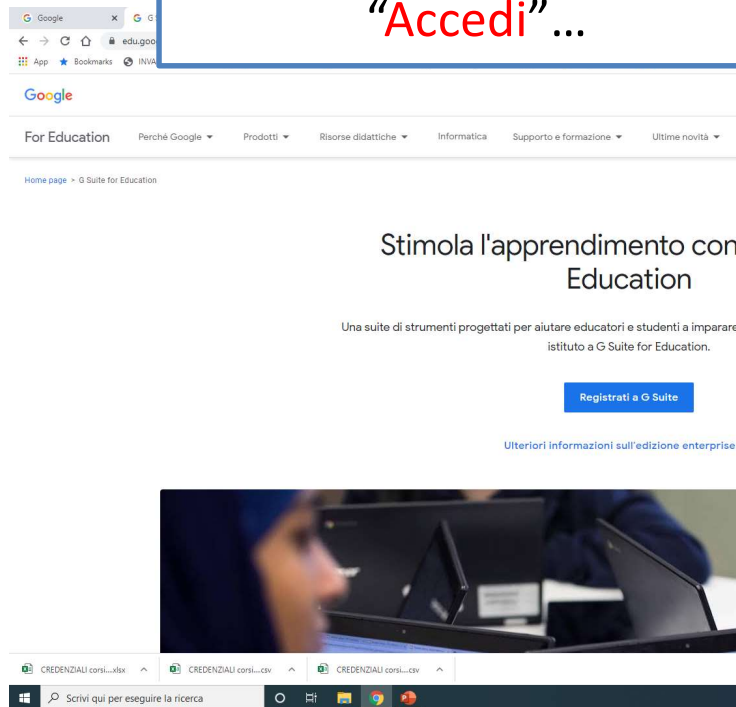 “Accedi”...
Google
G S
edu.goo
App Bookmarks INVA
Google
For Education Perché Google Prodotti Risorse didattiche Informatica Supporto e formazione Ultime novità
Home page > G Suite for Education
Stimola l'apprendimento con
Education
Una suite di strumenti progettati per aiutare educatori e studenti a imparare
istituto a G Suite for Education.
Registrati a G Suite
Ulteriori informazioni sull'edizione enterprise
CREDENZIALI corsi....xlsx CREDENZIALI corsi....csv CREDENZIALI corsi....csv
Scrivi qui per eseguire la ricerca